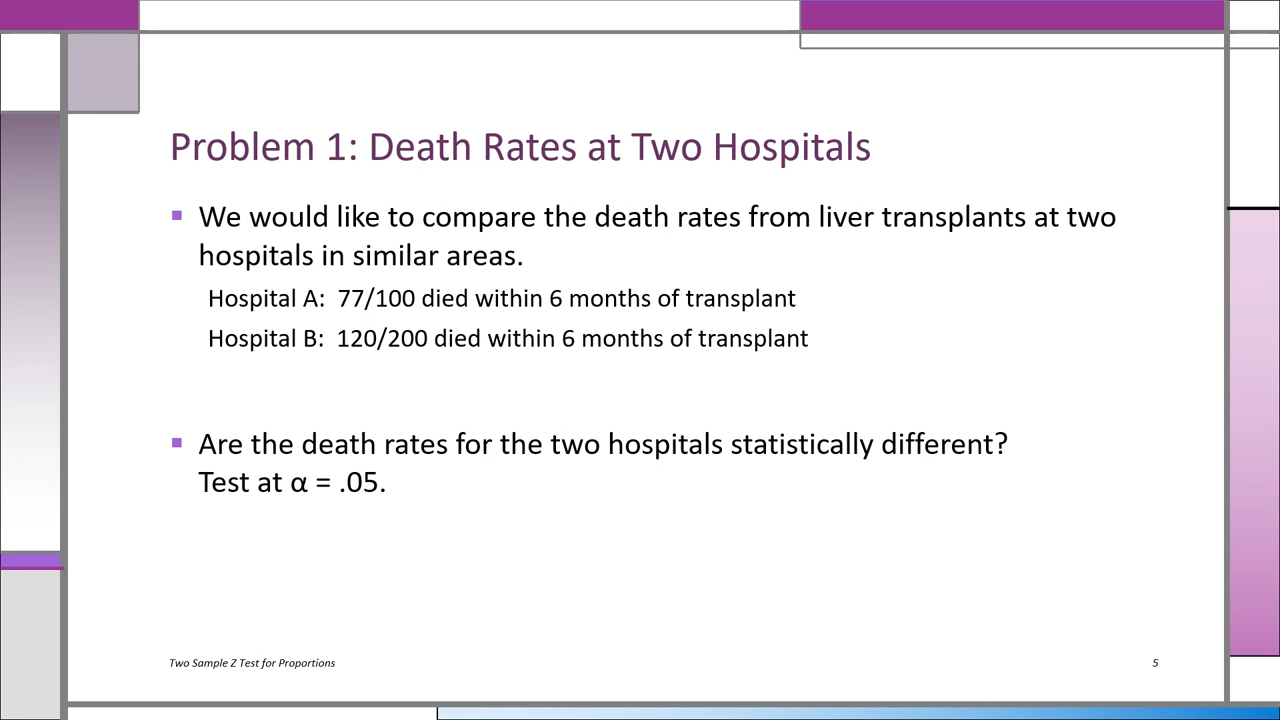 Problem 1: Death Rates at Two Hospitals
▪ We would like to compare the death rates from liver transplants at two
hospitals in similar areas.
Hospital A:  77/100 died within 6 months of transplant
Hospital B:  120/200 died within 6 months of transplant
▪ Are the death rates for the two hospitals statistically different?
Test at α = .05.
Two Sample Z Test for Proportions
5